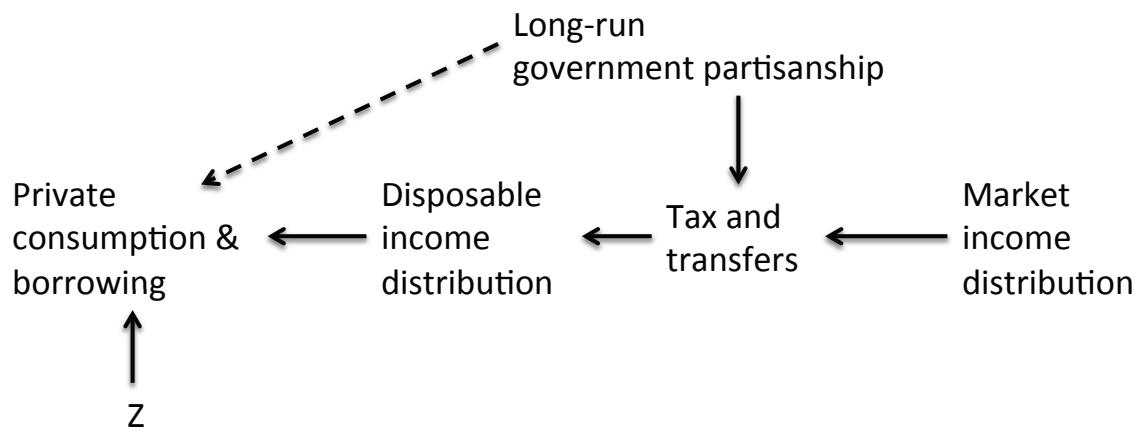 Long-run
government partisanship
Private
consumption &
borrowing
Disposable
income
distribution
Tax and
transfers
Market
income
distribution
Z